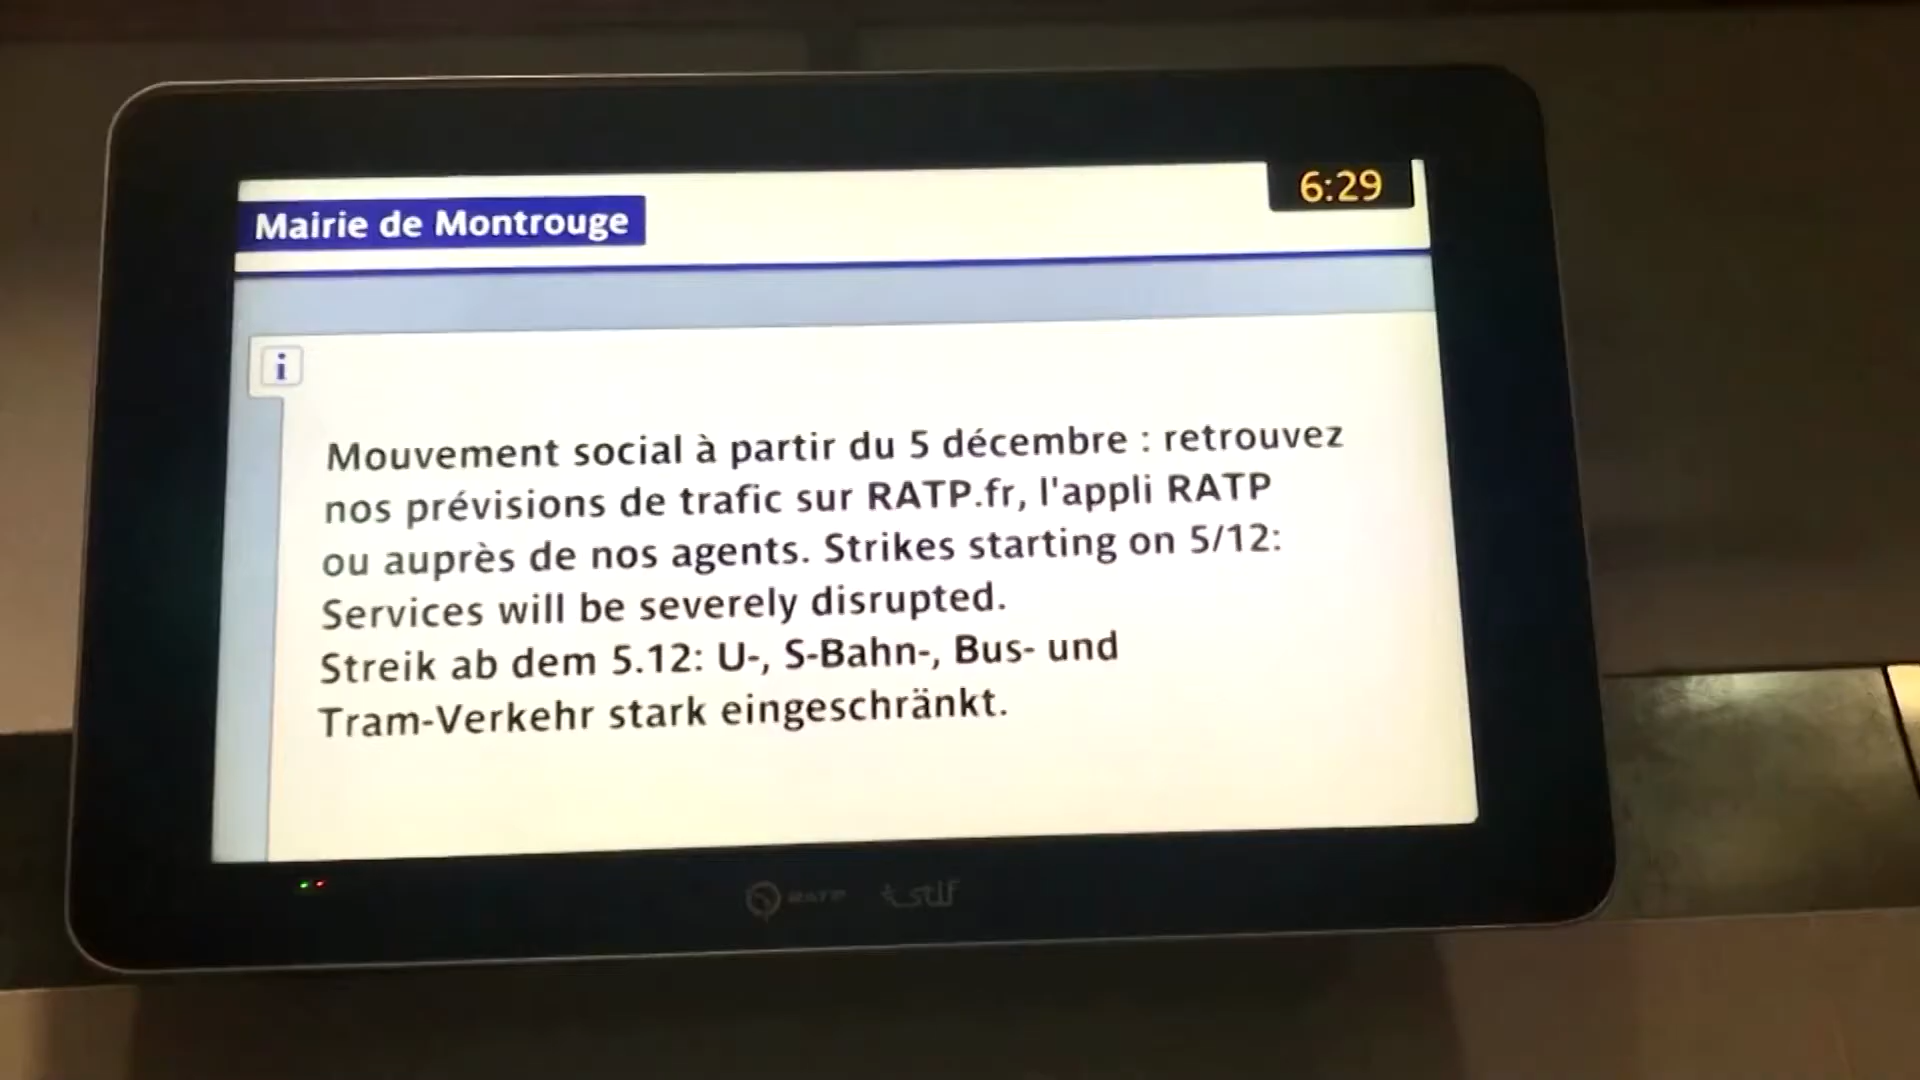 6:29
Mairie de Montrouge
i
Mouvement social à partir du 5 décembre : retrouvez
nos prévisions de trafic sur RATP.fr, l'appli RATP
ou auprès de nos agents. Strikes starting on 5/12:
Services will be severely disrupted.
Streik ab dem 5.12: U-, S-Bahn-, Bus- und
Tram-Verkehr stark eingeschränkt.
RATP